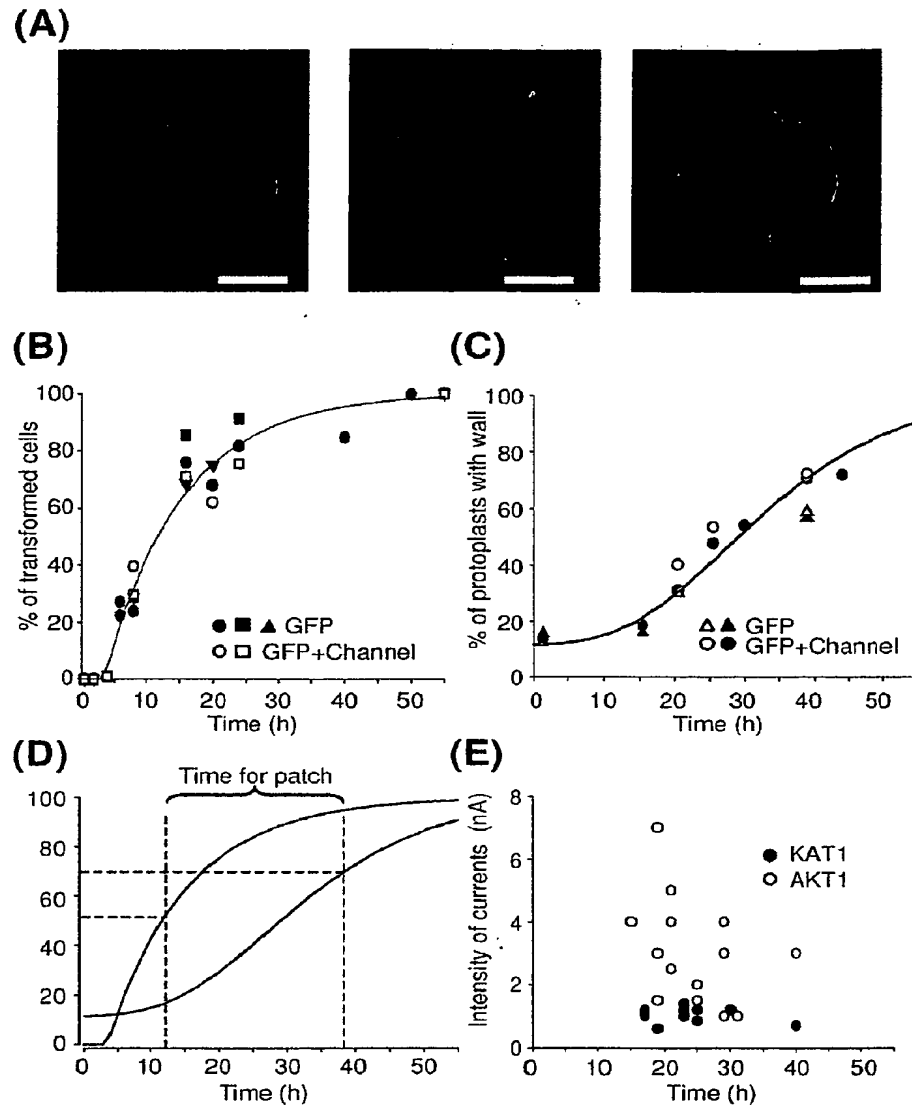 (A)
(B)
(C)
% of transformed cells
100
80
60
40
20
0
GFP
GFP+Channel
0 10 20 30 40 50
Time (h)
% of protoplasts with wall
100
80
60
40
20
0
GFP
GFP+Channel
0 10 20 30 40 50
Time (h)
(D)
(E)
Time for patch
100
80
60
40
20
0
0 10 20 30 40 50
Time (h)
Intensity of currents (nA)
8
6
4
2
0
KAT1
AKT1
0 10 20 30 40 50
Time (h)